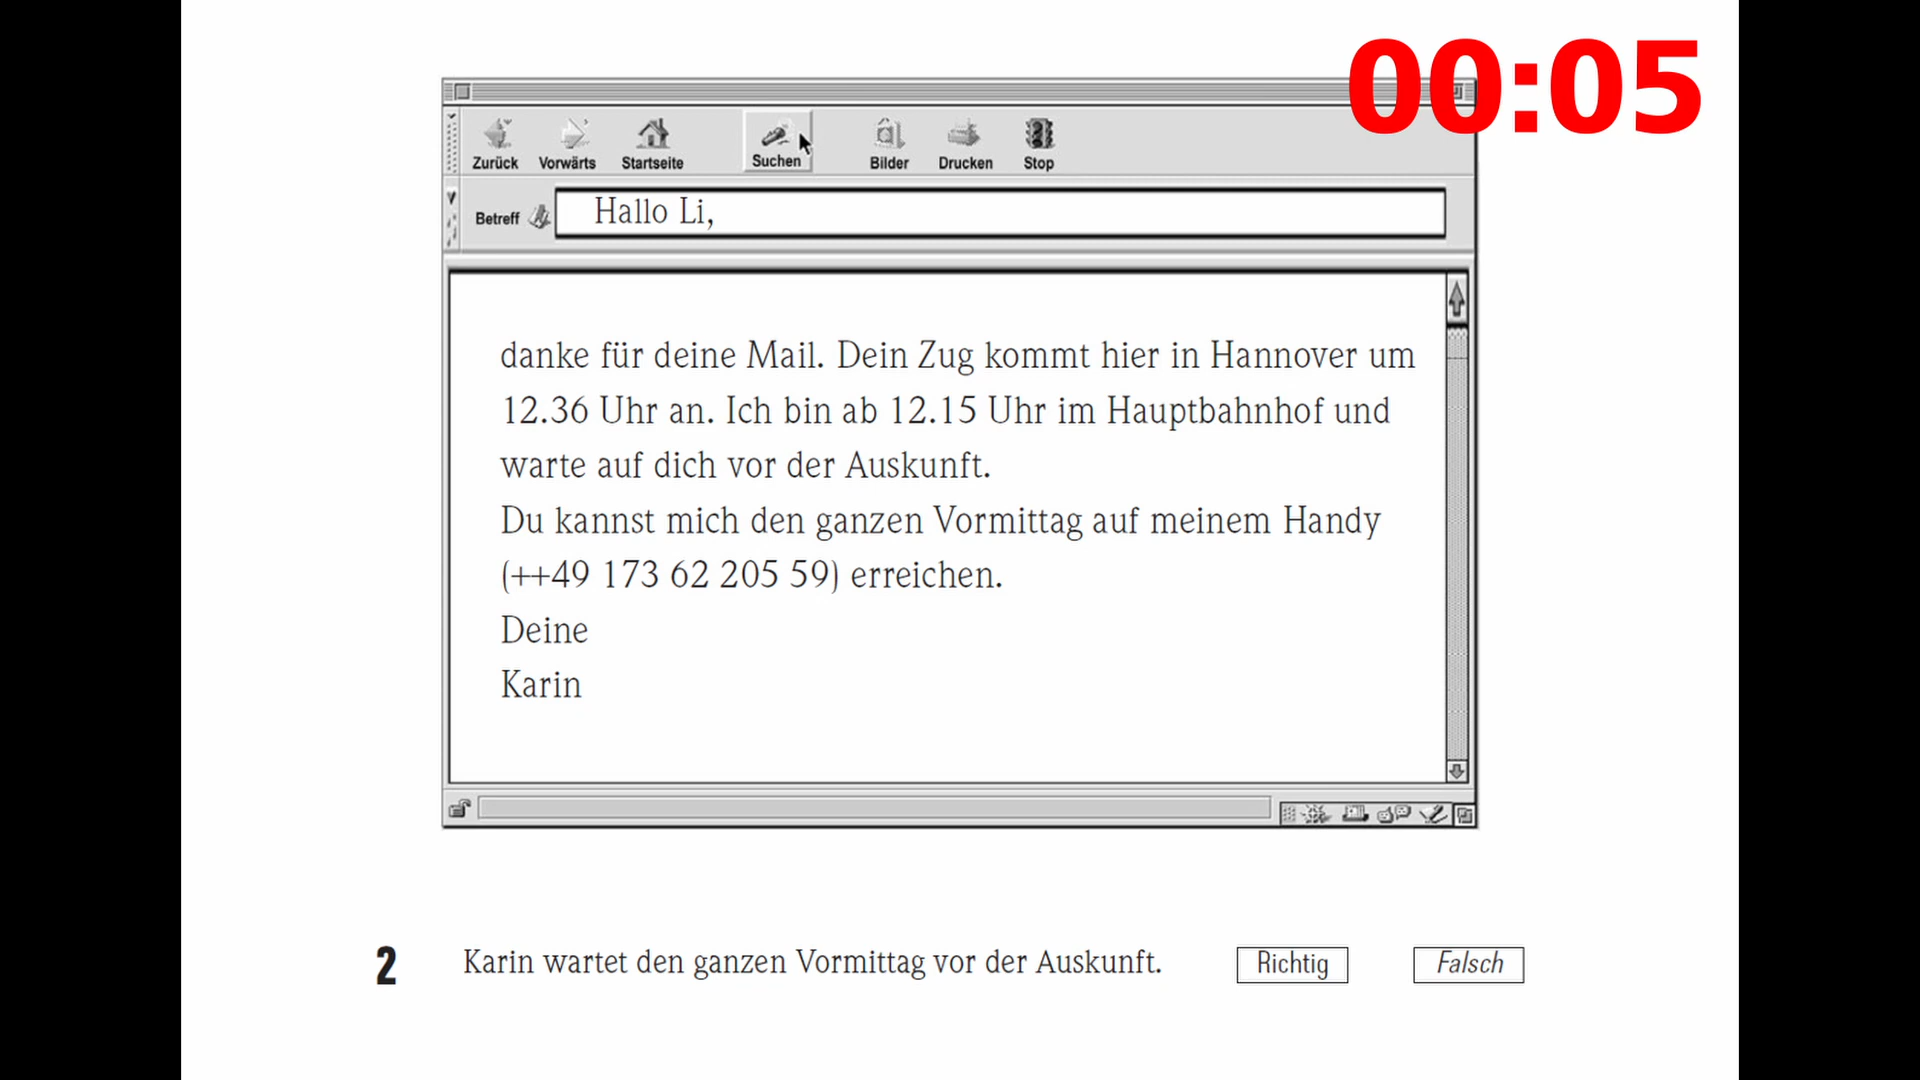 00:05
Zurück Vorwärts Startseite Suchen Bilder Drucken Stop
Betreff Hallo Li,
danke für deine Mail. Dein Zug kommt hier in Hannover um
12.36 Uhr an. Ich bin ab 12.15 Uhr im Hauptbahnhof und
warte auf dich vor der Auskunft.
Du kannst mich den ganzen Vormittag auf meinem Handy
(++49 173 62 205 59) erreichen.
Deine
Karin
2 Karin wartet den ganzen Vormittag vor der Auskunft. Richtig Falsch